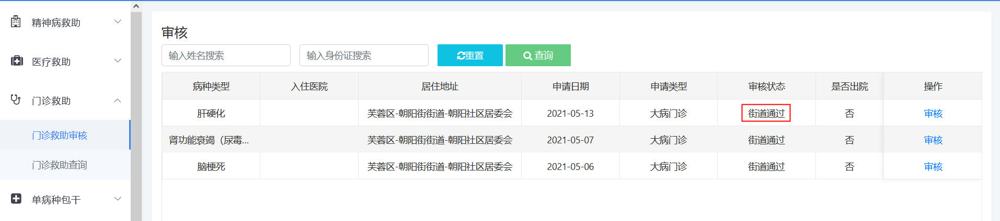 精神病救助
医疗救助
门诊救助
门诊救助审核
门诊救助查询
单病种包干
审核
输入姓名搜索 输入身份证搜索 重置 查询
病种类型 入住医院 居住地址 申请日期 申请类型 审核状态 是否出院 操作
肝硬化 芙蓉区-朝阳街街道-朝阳社区居委会 2021-05-13 大病门诊 街道通过 否 审核
肾功能衰竭（尿毒... 芙蓉区-朝阳街街道-朝阳社区居委会 2021-05-07 大病门诊 街道通过 否 审核
脑梗死 芙蓉区-朝阳街街道-朝阳社区居委会 2021-05-06 大病门诊 街道通过 否 审核